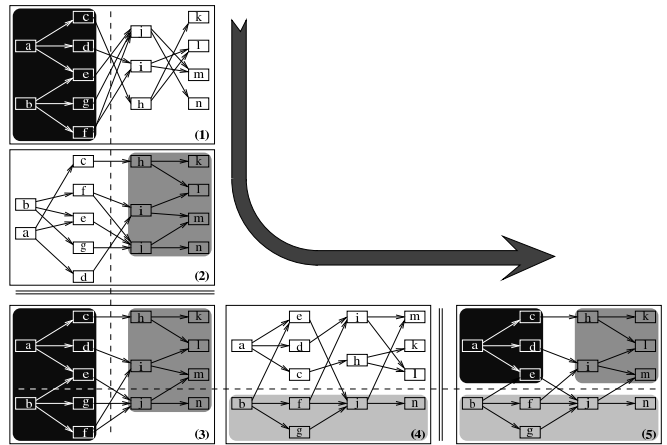 c k
j
a d l
i
e m
b g h n
f (1)
c h k
f l
b i
e m
a
g j n
d (2)
c h k
a d l
i
e m
b g j n
f (3)
e i m
a d k
h
c l
b f j n
g (4)
c h k
a d l
i
e m
b f j n
g (5)